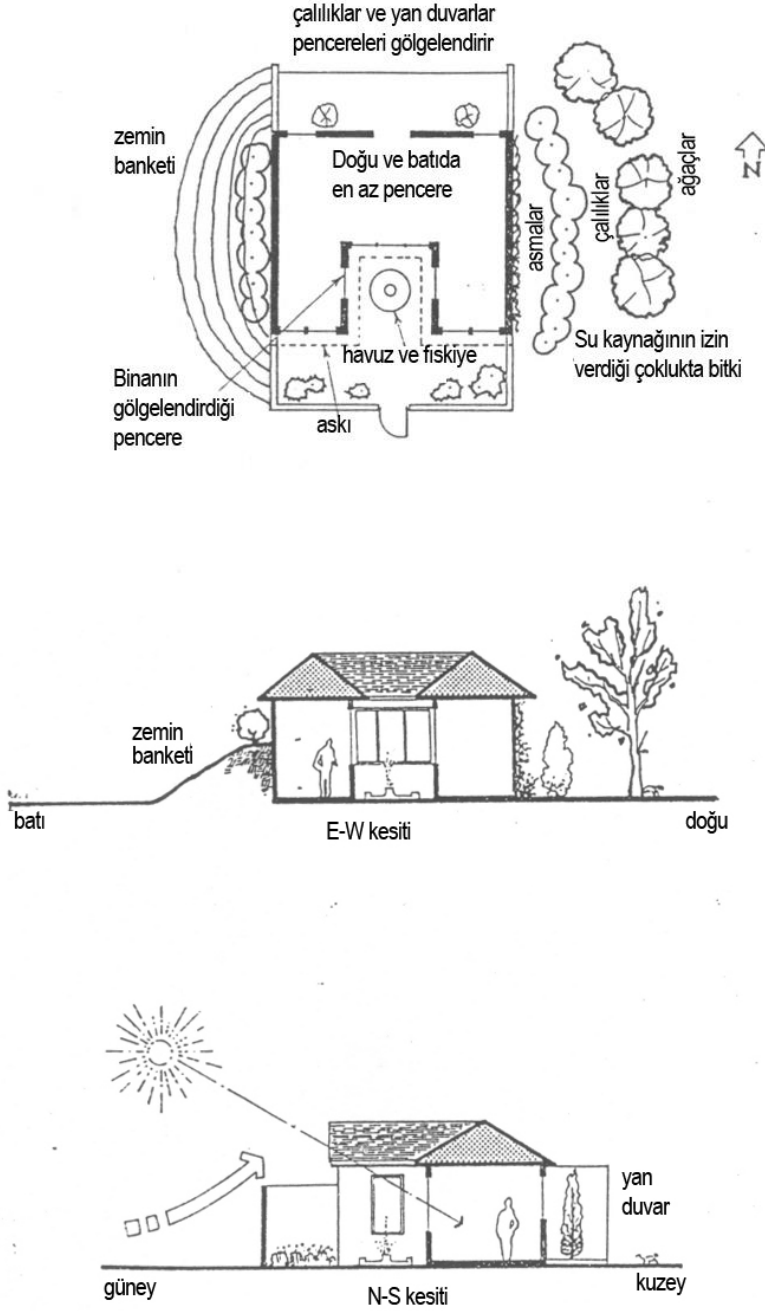 çalılıklar ve yan duvarlar
pencereleri gölgelendirir
zemin
banketi
Doğu ve batıda
en az pencere
asmalar
çalılıklar
ağaçlar
N
havuz ve fıskiye
Su kaynağının izin
verdiği çoklukta bitki
Binanın
gölgelendirdiği
pencere
askı
zemin
banketi
batı
E-W kesiti
doğu
yan
duvar
güney
N-S kesiti
kuzey